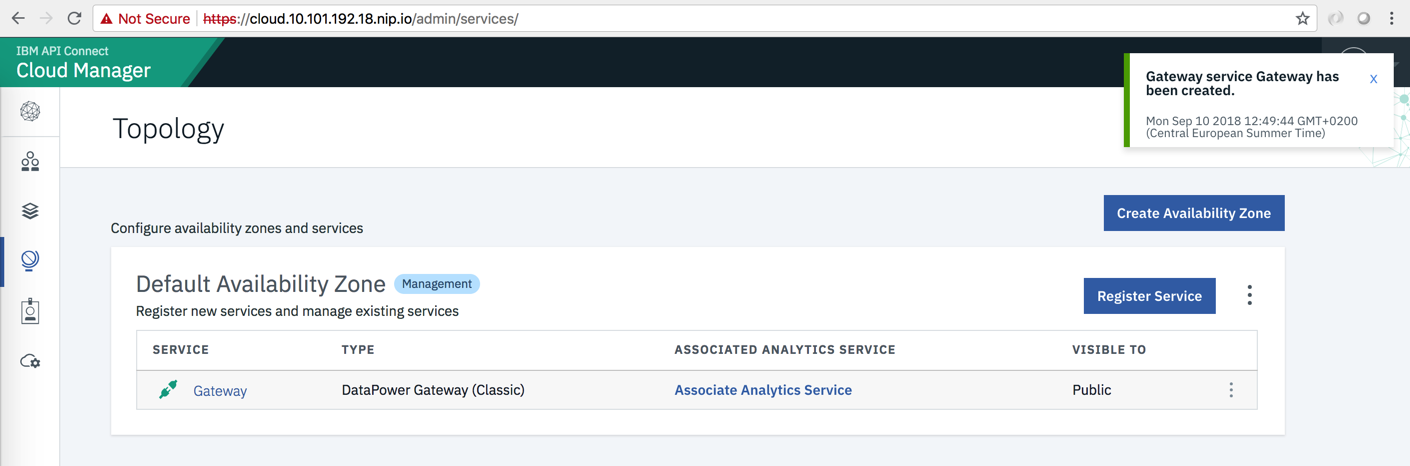 Not Secure https://cloud.10.101.192.18.nip.io/admin/services/
IBM API Connect
Cloud Manager
Gateway service Gateway has
been created.
X
Mon Sep 10 2018 12:49:44 GMT+0200
(Central European Summer Time)
Topology
Create Availability Zone
Configure availability zones and services
Default Availability Zone Management
Register Service
Register new services and manage existing services
SERVICE TYPE ASSOCIATED ANALYTICS SERVICE VISIBLE TO
Gateway DataPower Gateway (Classic) Associate Analytics Service Public